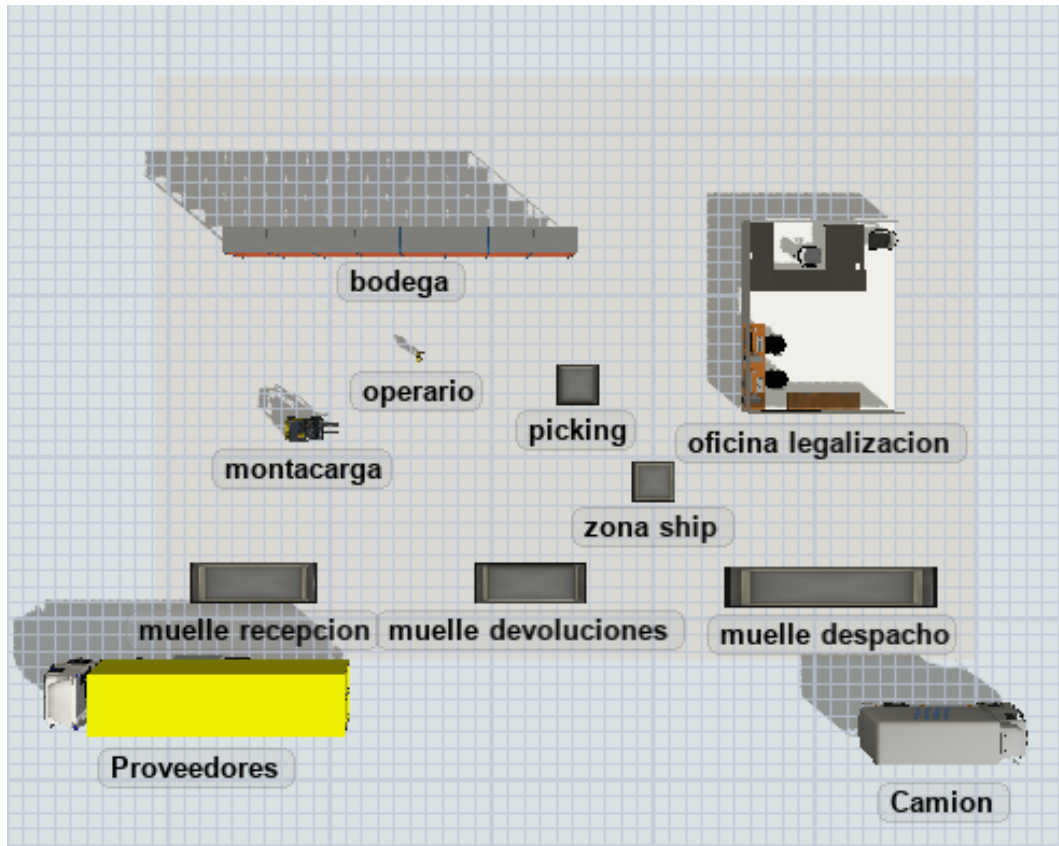 bodega
operario
picking
oficina legalizacion
montacarga
zona ship
muelle recepcion
muelle devoluciones
muelle despacho
Proveedores
Camion